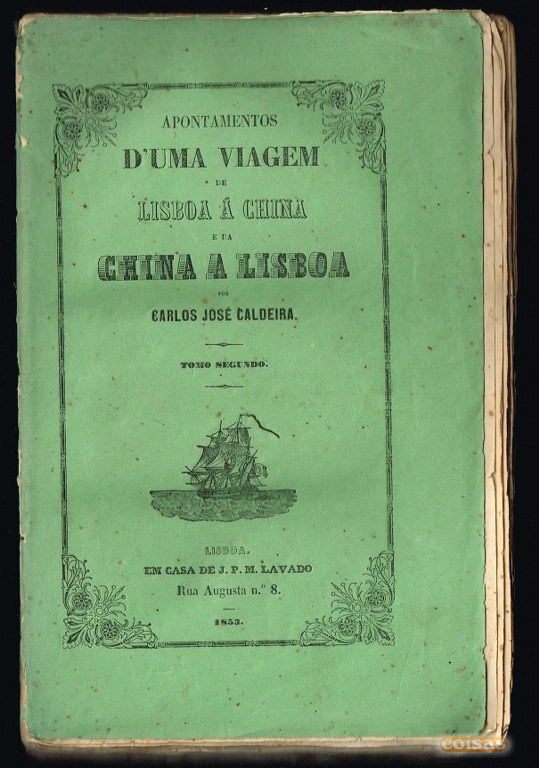 APONTAMENTOS
D'UMA VIAGEM
DE
LISBOA Á CHINA
E DA
CHINA A LISBOA
POR
CARLOS JOSÉ CALDEIRA.
TOMO SEGUNDO.
LISBOA.
EM CASA DE J. P. M. LAVADO
Rua Augusta n.º 8.
1853.
coisas